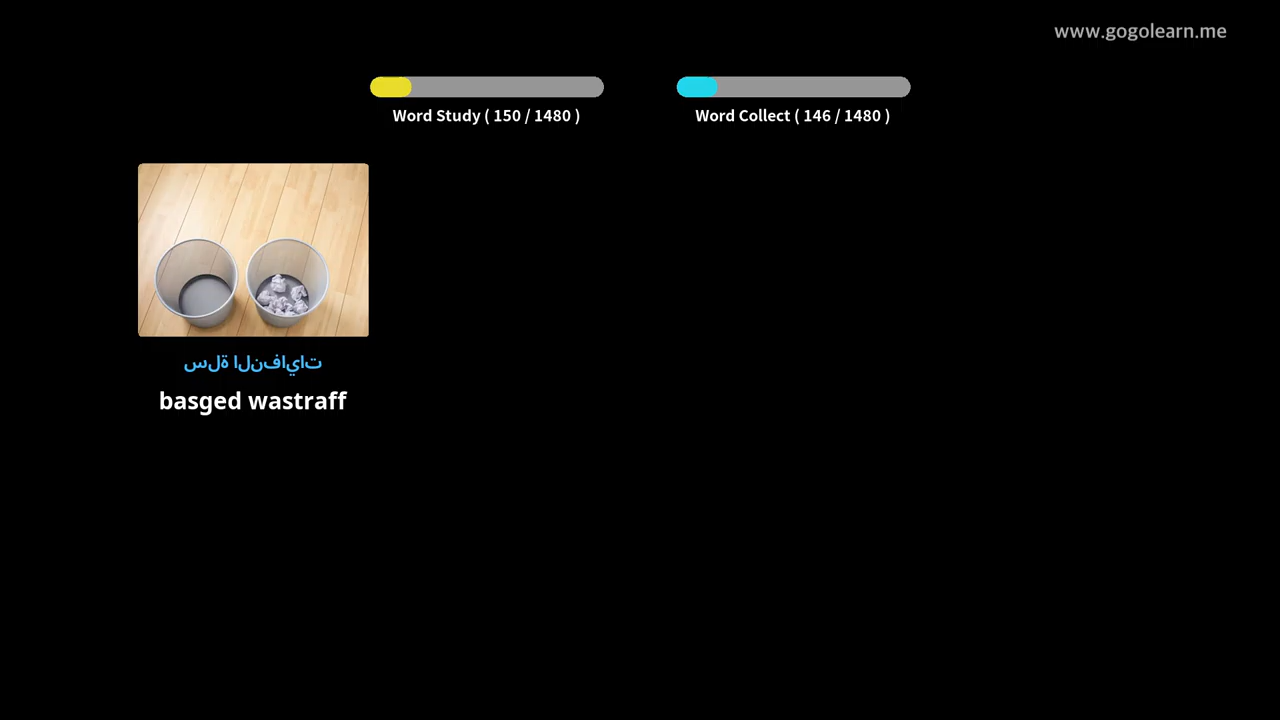 www.gogolearn.me
Word Study ( 150 / 1480 )
Word Collect ( 146 / 1480 )
سلة النفايات
basged wastraff